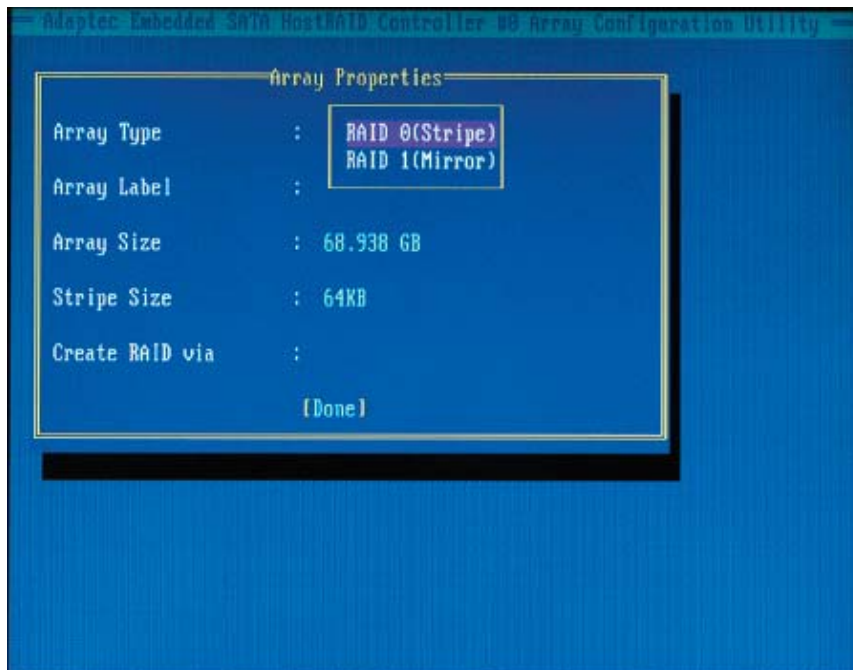 Adaptec Embedded SATA HostRAID Controller #0 Array Configuration Utility
Array Properties
Array Type : RAID 0(Stripe)
RAID 1(Mirror)
Array Label :
Array Size : 68.938 GB
Stripe Size : 64KB
Create RAID via :
[Done]